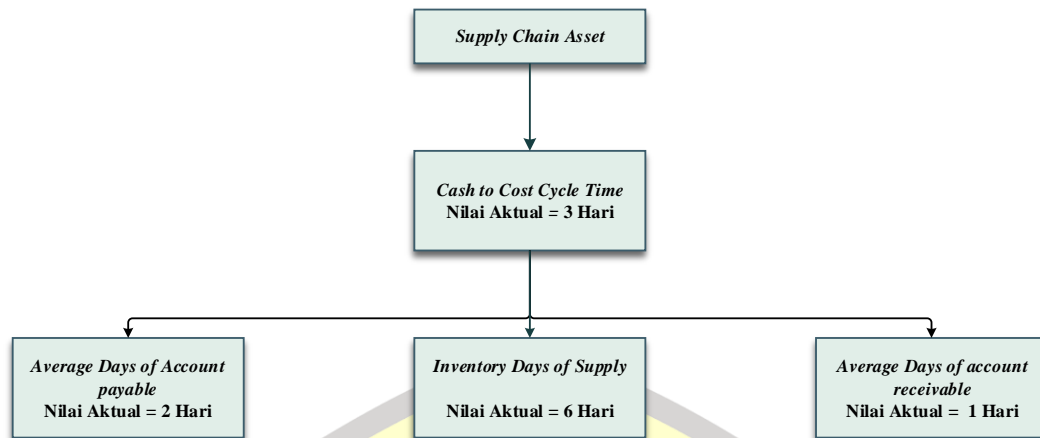 Supply Chain Asset
Cash to Cost Cycle Time
Nilai Aktual = 3 Hari
Average Days of Account
payable
Nilai Aktual = 2 Hari
Inventory Days of Supply
Nilai Aktual = 6 Hari
Average Days of account
receivable
Nilai Aktual = 1 Hari